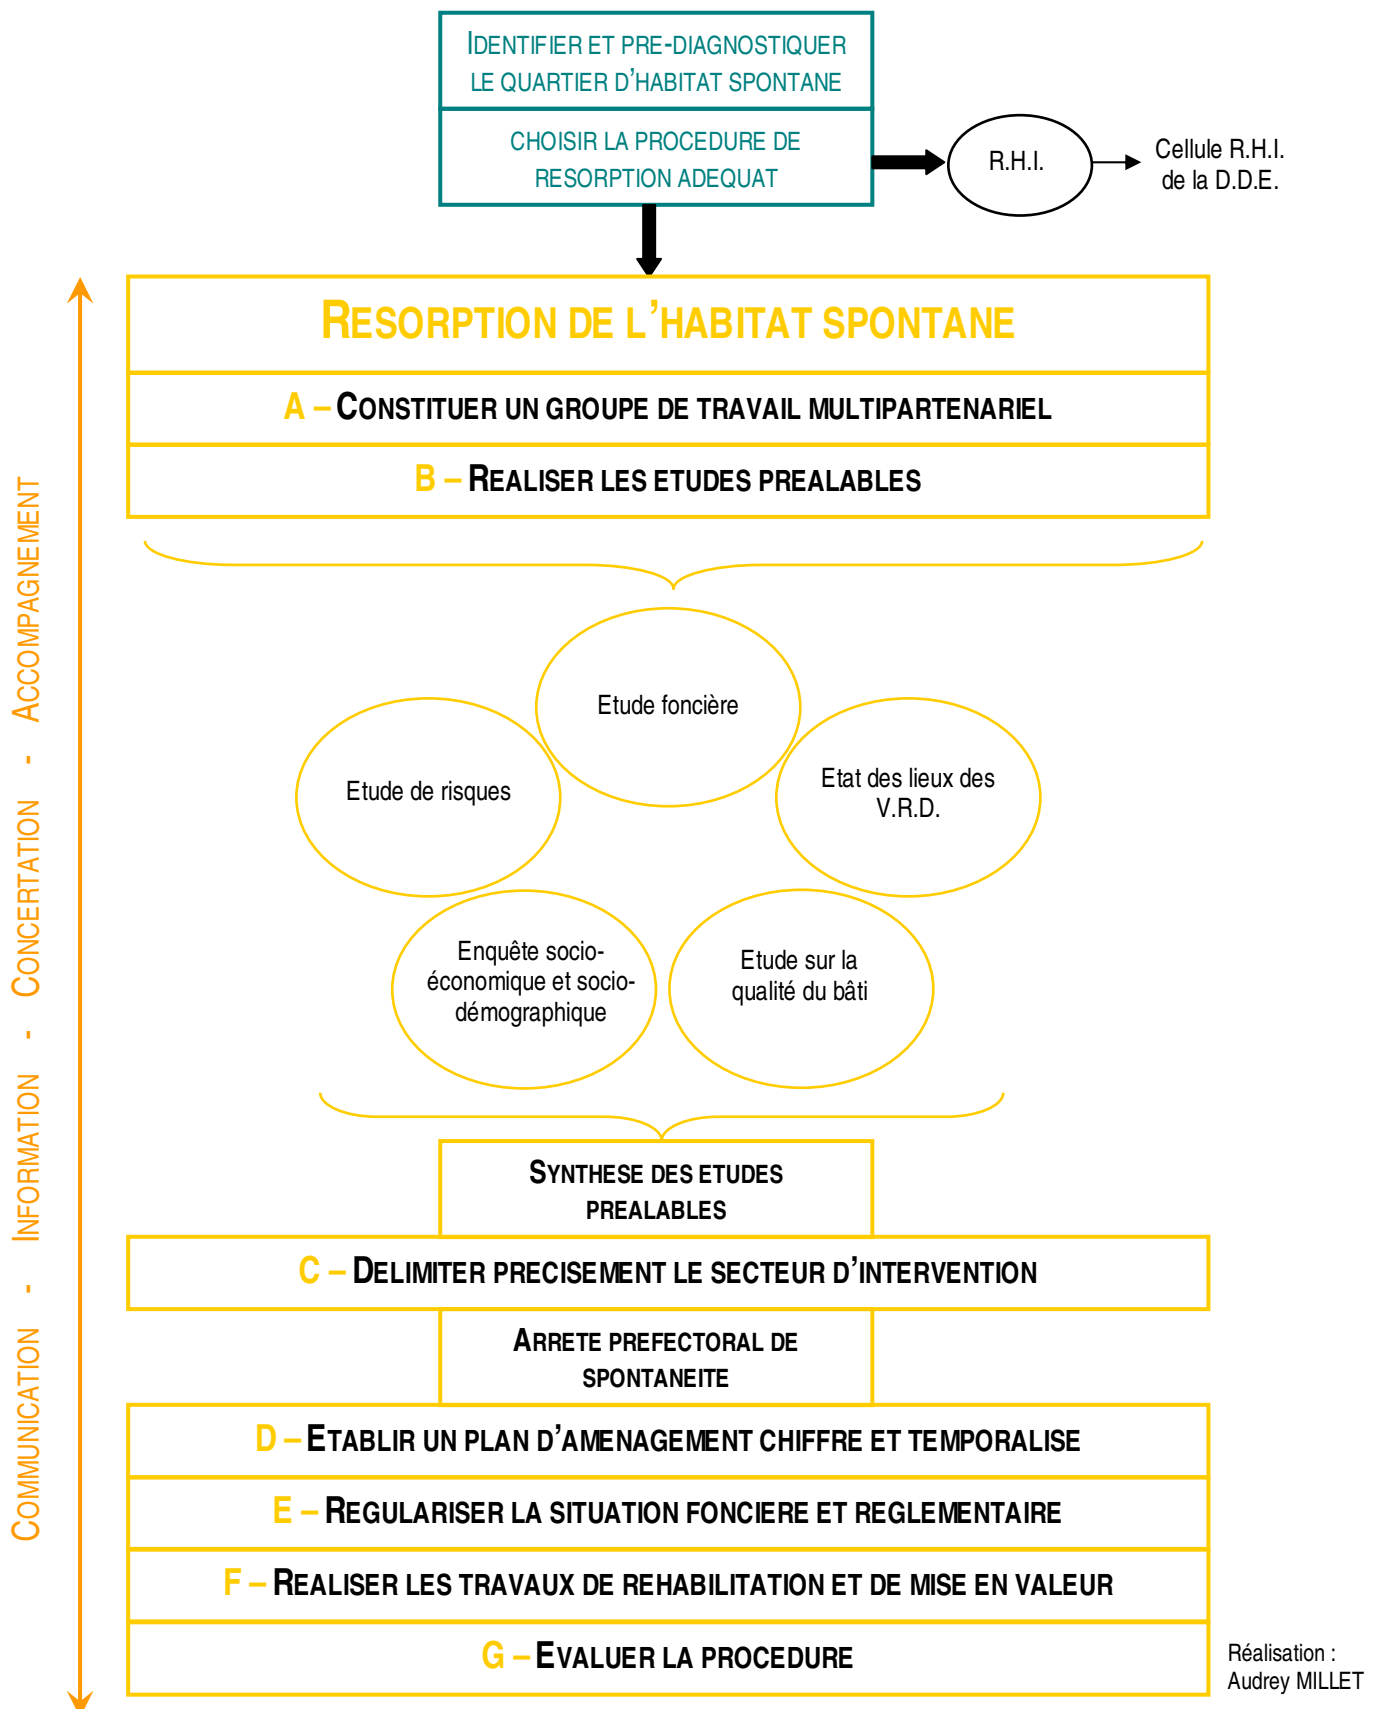 IDENTIFIER ET PRE-DIAGNOSTIQUER
LE QUARTIER D'HABITAT SPONTANE
CHOISIR LA PROCEDURE DE
RESORPTION ADEQUAT
R.H.I.
Cellule R.H.I.
de la D.D.E.
RESORPTION DE L'HABITAT SPONTANE
A – CONSTITUER UN GROUPE DE TRAVAIL MULTIPARTENARIEL
B – REALISER LES ETUDES PREALABLES
COMMUNICATION - INFORMATION - CONCERTATION - ACCOMPAGNEMENT
Etude foncière
Etude de risques
Etat des lieux des
V.R.D.
Enquête socio-
économique et socio-
démographique
Etude sur la
qualité du bâti
SYNTHESE DES ETUDES
PREALABLES
C – DELIMITER PRECISEMENT LE SECTEUR D'INTERVENTION
ARRETE PREFECTORAL DE
SPONTANEITE
D – ETABLIR UN PLAN D'AMENAGEMENT CHIFFRE ET TEMPORALISE
E – REGULARISER LA SITUATION FONCIERE ET REGLEMENTAIRE
F – REALISER LES TRAVAUX DE REHABILITATION ET DE MISE EN VALEUR
G – EVALUER LA PROCEDURE
Réalisation :
Audrey MILLET